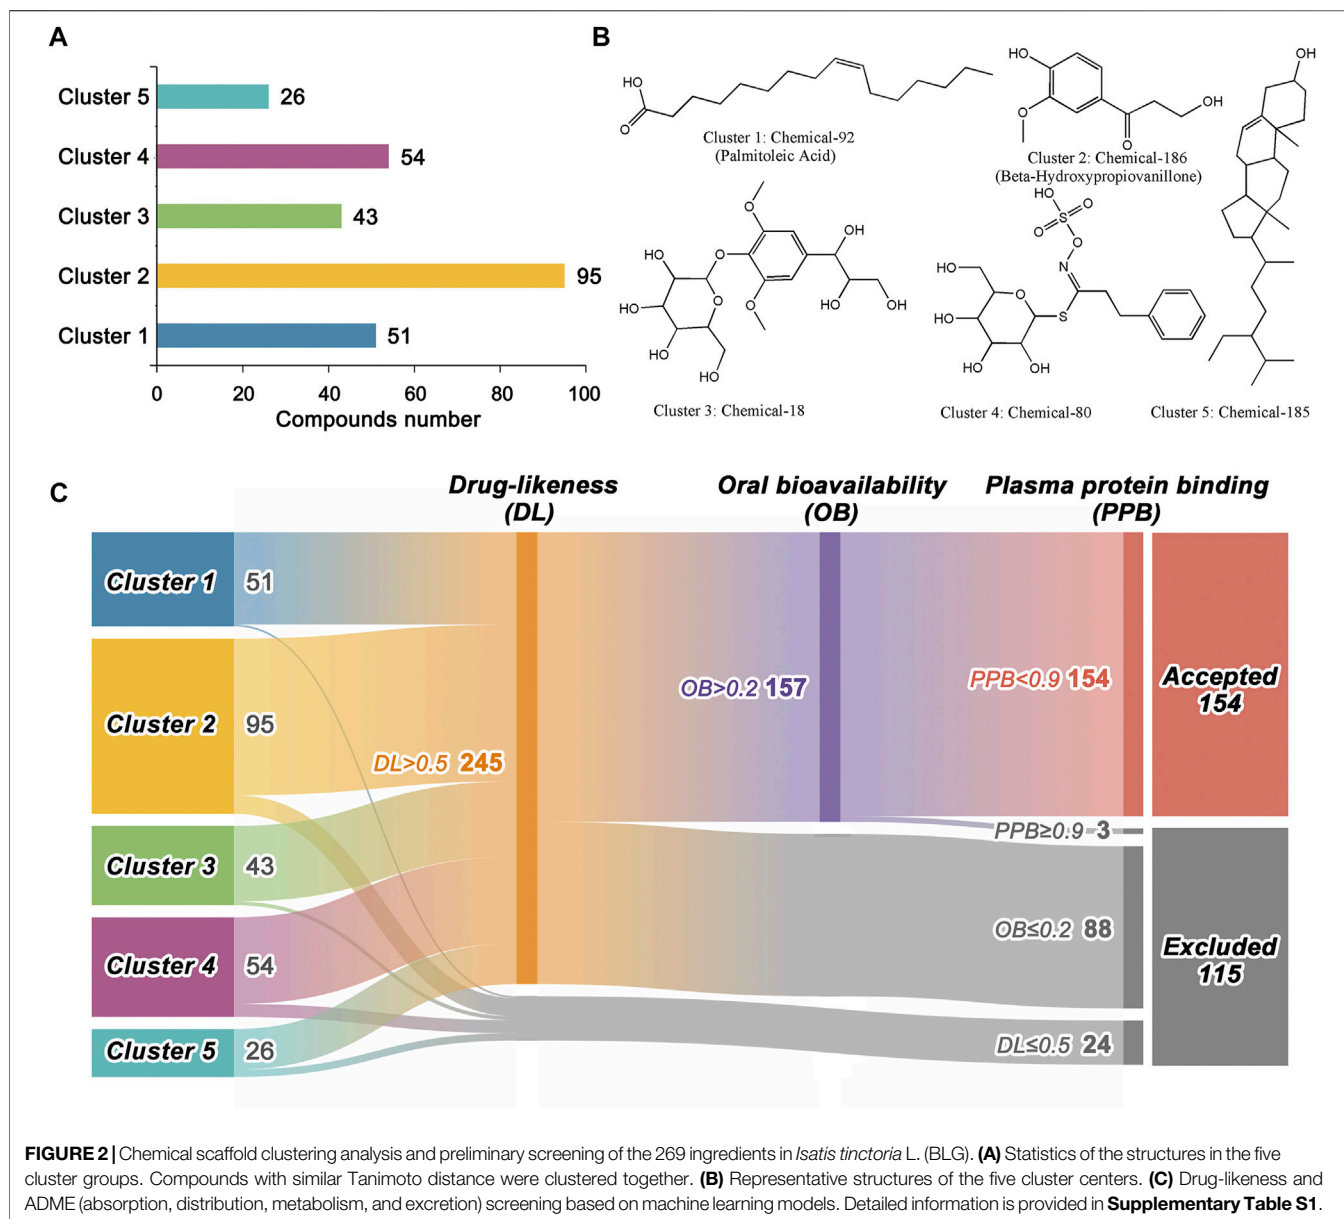 A
Cluster 5
26
Cluster 4
54
Cluster 3
43
Cluster 2
95
Cluster 1
51
0
20
40
60
80
100
Compounds number
B
HO
O
Cluster 1: Chemical-92
(Palmitoleic Acid)
HO
O
OH
O
Cluster 2: Chemical-186
(Beta-Hydroxypropiovanillone)
O
OH
HO
O
HO
O
O
HO
OH
HO
HO
Cluster 3: Chemical-18
HO
S
O
O
O
N
HO
O
HO
S
HO
OH
Cluster 4: Chemical-80
OH
Cluster 5: Chemical-185
C
Drug-likeness
(DL)
Oral bioavailability
(OB)
Plasma protein binding
(PPB)
Cluster 1
51
Cluster 2
95
Cluster 3
43
Cluster 4
54
Cluster 5
26
DL>0.5 245
OB>0.2 157
PPB<0.9 154
PPB≥0.9 3
OB≤0.2 88
DL≤0.5 24
Accepted
154
Excluded
115
FIGURE 2 | Chemical scaffold clustering analysis and preliminary screening of the 269 ingredients in Isatis tinctoria L. (BLG). (A) Statistics of the structures in the five
cluster groups. Compounds with similar Tanimoto distance were clustered together. (B) Representative structures of the five cluster centers. (C) Drug-likeness and
ADME (absorption, distribution, metabolism, and excretion) screening based on machine learning models. Detailed information is provided in Supplementary Table S1.